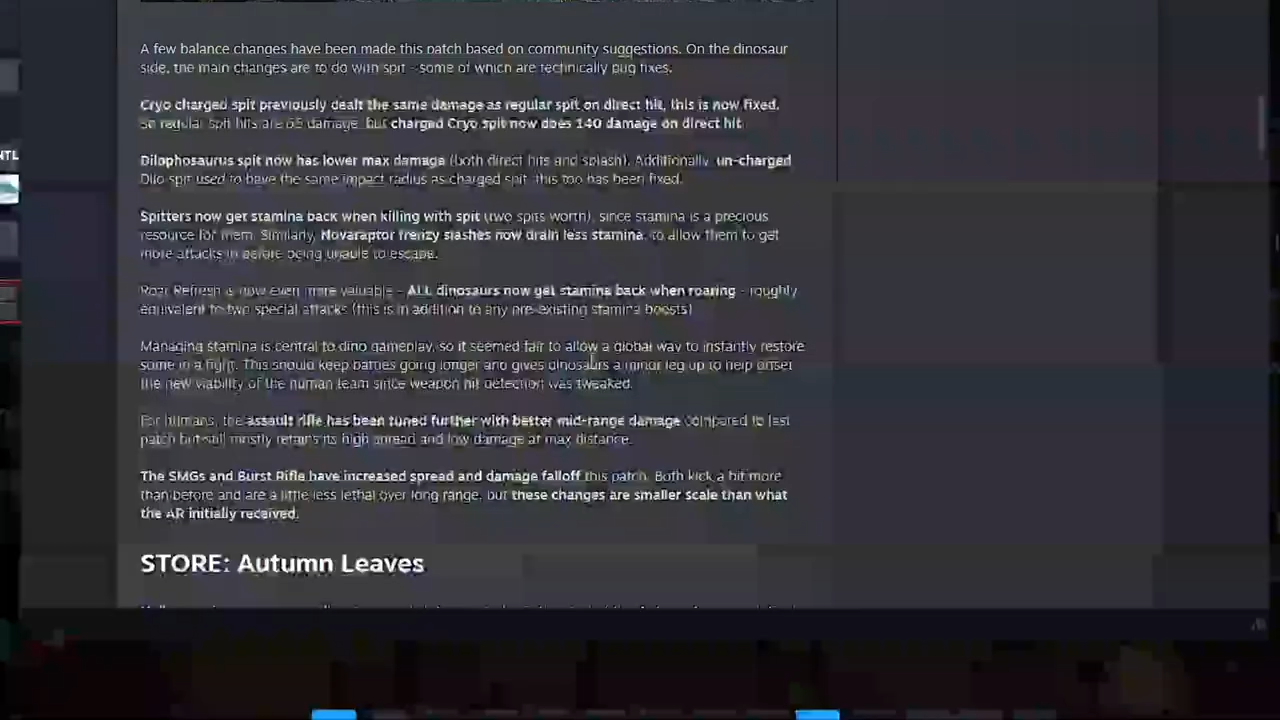 A few balance changes have been made this patch based on community suggestions. On the dinosaur
side, the main changes are to do with spit - some of which are technically bug fixes.
Cryo charged spit previously dealt the same damage as regular spit on direct hit, this is now fixed.
So regular spit hits are damage, but charged Cryo spit now does 140 damage on direct hit.
Dilophosaurus spit now has lower max damage (both direct hits and splash). Additionally, un-charged
Dilo spit used to have the same impact radius as charged spit, this too has been fixed.
Spitters now get stamina back when killing with spit (two spits worth), since stamina is a precious
resource for them. Similarly, Novaraptor frenzy slashes now drain less stamina, to allow them to get
more attacks in before being unable to escape.
Roar Refresh is now even more valuable - ALL dinosaurs now get stamina back when roaring - roughly
equivalent to two special attacks (this is in addition to any pre-existing stamina boosts)
Managing stamina is central to dino gameplay, so it seemed fair to allow a global way to instantly restore
some in a fight. This should keep battles going longer and gives dinosaurs a minor leg up to help offset
the new viability of the human team since weapon hit detection was tweaked.
For humans, the assault rifle has been tuned further with better mid-range damage compared to last
patch but still mostly retains its high spread and low damage at max distance.
The SMGs and Burst Rifle have increased spread and damage falloff this patch. Both kick a bit more
than before and are a little less lethal over long range, but these changes are smaller scale than what
the AR initially received.
STORE: Autumn Leaves
NTL